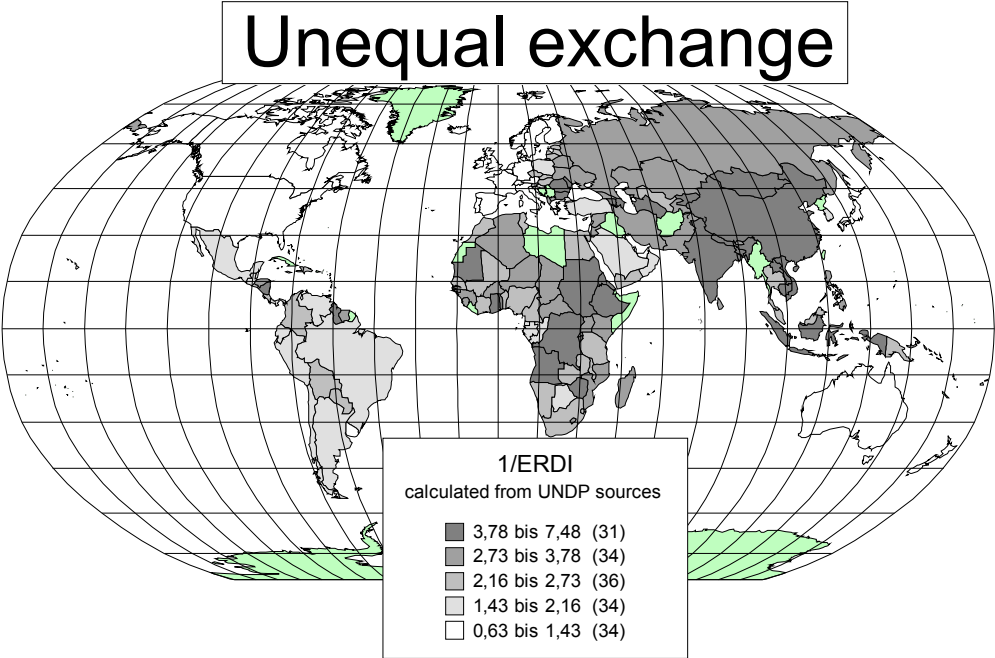 Unequal exchange
1/ERDI
calculated from UNDP sources
3,78 bis 7,48 (31)
2,73 bis 3,78 (34)
2,16 bis 2,73 (36)
1,43 bis 2,16 (34)
0,63 bis 1,43 (34)